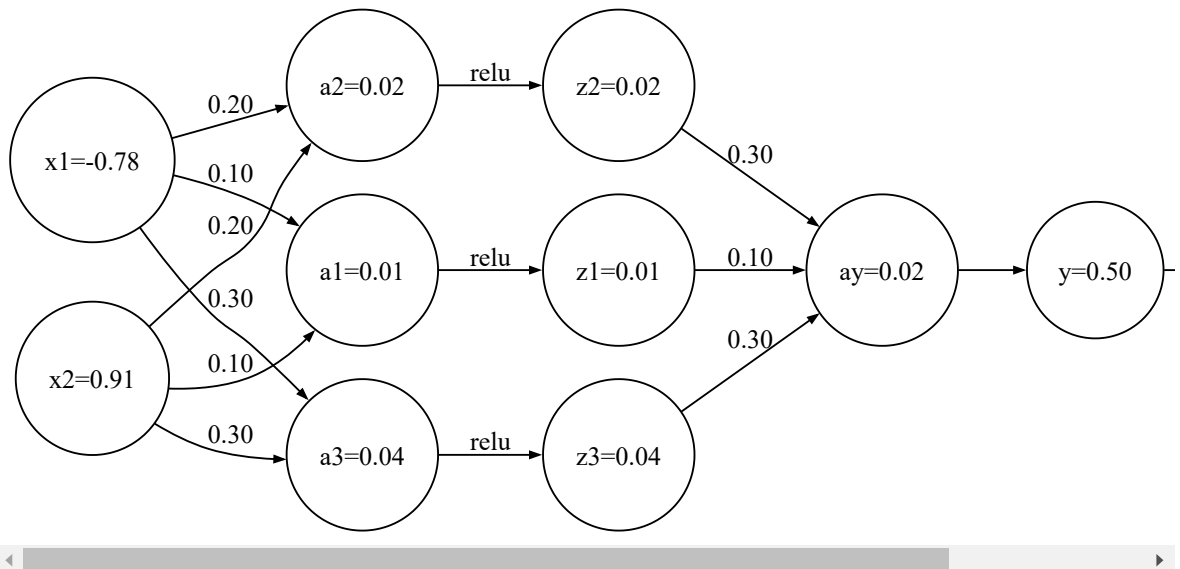 a2=0.02
relu
z2=0.02
0.20
x1=-0.78
0.10
0.30
0.20
a1=0.01
relu
z1=0.01
0.10
ay=0.02
y=0.50
0.30
0.30
x2=0.91
0.10
0.30
a3=0.04
relu
z3=0.04